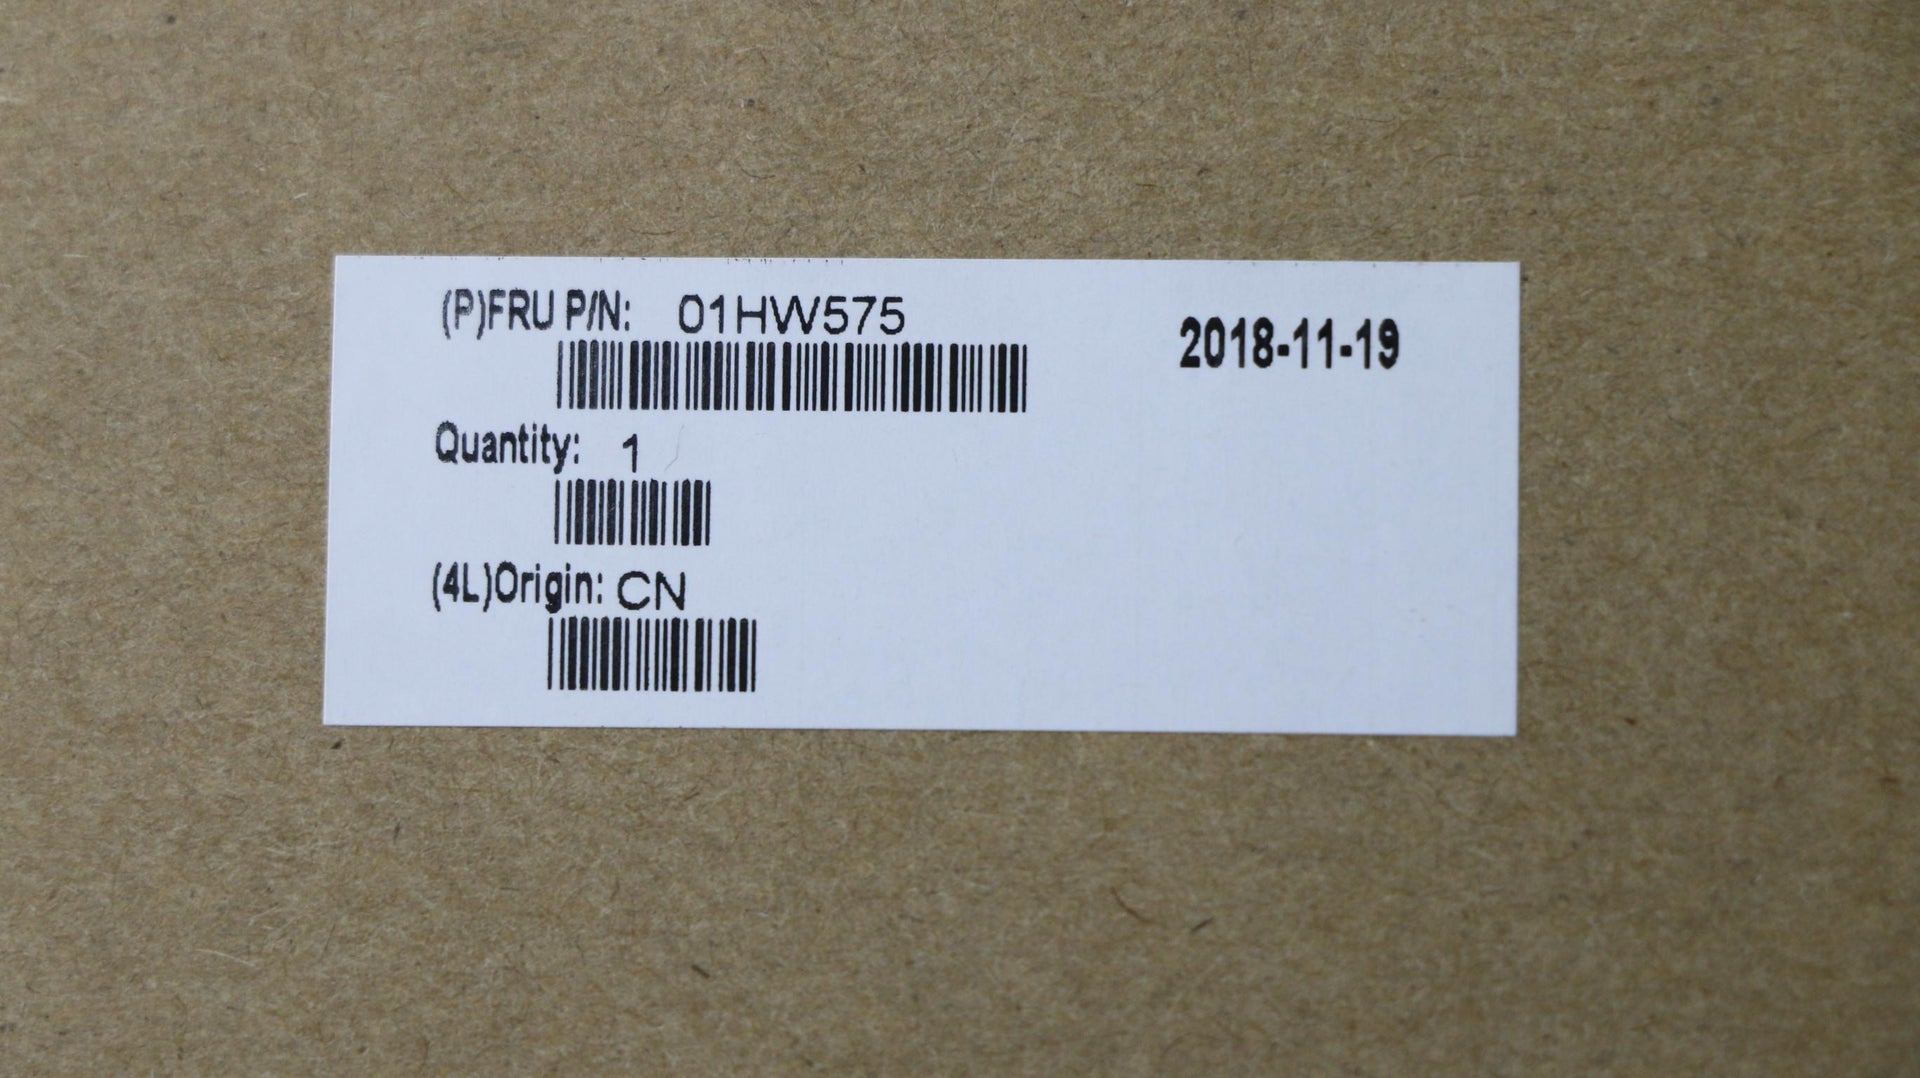 (P)FRU P/N: 01HW575
2018-11-19
Quantity: 1
(4L)Origin: CN